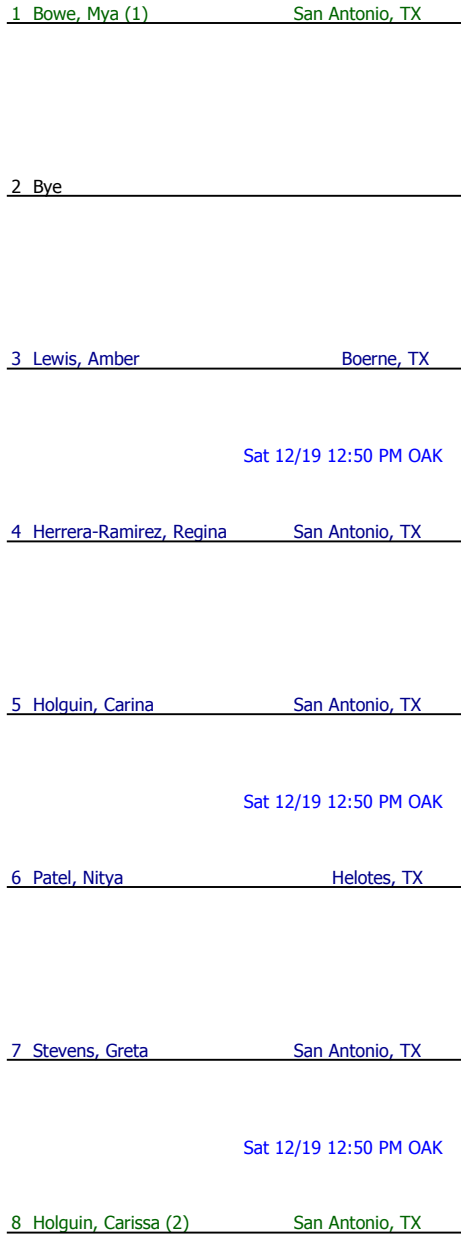 1 Bowe, Mya (1) San Antonio, TX
2 Bye
3 Lewis, Amber Boerne, TX
Sat 12/19 12:50 PM OAK
4 Herrera-Ramirez, Regina San Antonio, TX
5 Holguin, Carina San Antonio, TX
Sat 12/19 12:50 PM OAK
6 Patel, Nitya Helotes, TX
7 Stevens, Greta San Antonio, TX
Sat 12/19 12:50 PM OAK
8 Holguin, Carissa (2) San Antonio, TX